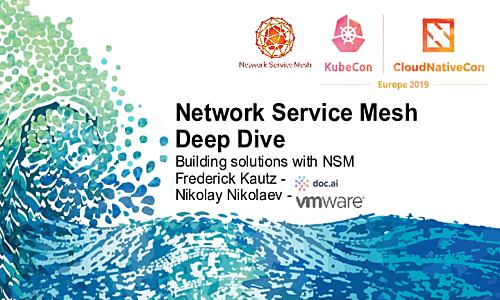 Network Service Mesh
KubeCon
CloudNativeCon
Europe 2019
Network Service Mesh
Deep Dive
Building solutions with NSM
Frederick Kautz - doc.ai
Nikolay Nikolaev - vmware®